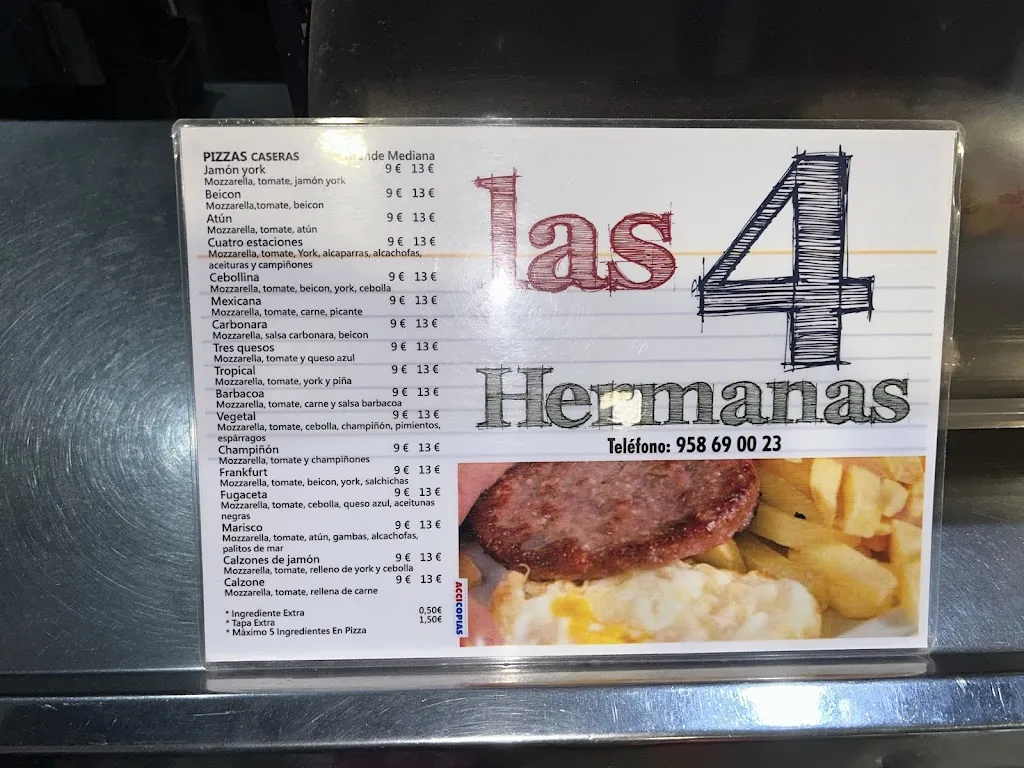 PIZZAS CASERAS Mediana
Jamón york 9 € 13 €
Mozzarella, tomate, jamón york
Beicon 9 € 13 €
Mozzarella,tomate, beicon
Atún 9 € 13 €
Mozzarella, tomate, atún
Cuatro estaciones 9 € 13 €
Mozzarella, tomate, York, alcaparras, alcachofas,
aceituras y campiñones
Cebollina 9 € 13 €
Mozzarella, tomate, beicon, york, cebolla
Mexicana 9 € 13 €
Mozzarella, tomate, carne, picante
Carbonara 9 € 13 €
Mozzarella, salsa carbonara, beicon
Tres quesos 9 € 13 €
Mozzarella, tomate y queso azul
Tropical 9 € 13 €
Mozzarella, tomate, york y piña
Barbacoa 9 € 13 €
Mozzarella, tomate, carne y salsa barbacoa
Vegetal 9 € 13 €
Mozzarella, tomate, cebolla, champiñón, pimientos,
espárragos
Champiñón 9 € 13 €
Mozzarella, tomate y champiñones
Frankfurt 9 € 13 €
Mozzarella, tomate, beicon, york, salchichas
Fugaceta 9 € 13 €
Mozzarella, tomate, cebolla, queso azul, aceitunas
negras
Marisco 9 € 13 €
Mozzarella, tomate, atún, gambas, alcachofas,
palitos de mar
Calzones de jamón 9 € 13 €
Mozzarella, tomate, relleno de york y cebolla
Calzone 9 € 13 €
Mozzarella, tomate, rellena de carne
* Ingrediente Extra 0,50€
* Tapa Extra 1,50€
* Máximo 5 Ingredientes En Pizza
las 4
Hermanas
Teléfono: 958 69 00 23
ACCICOPIAS